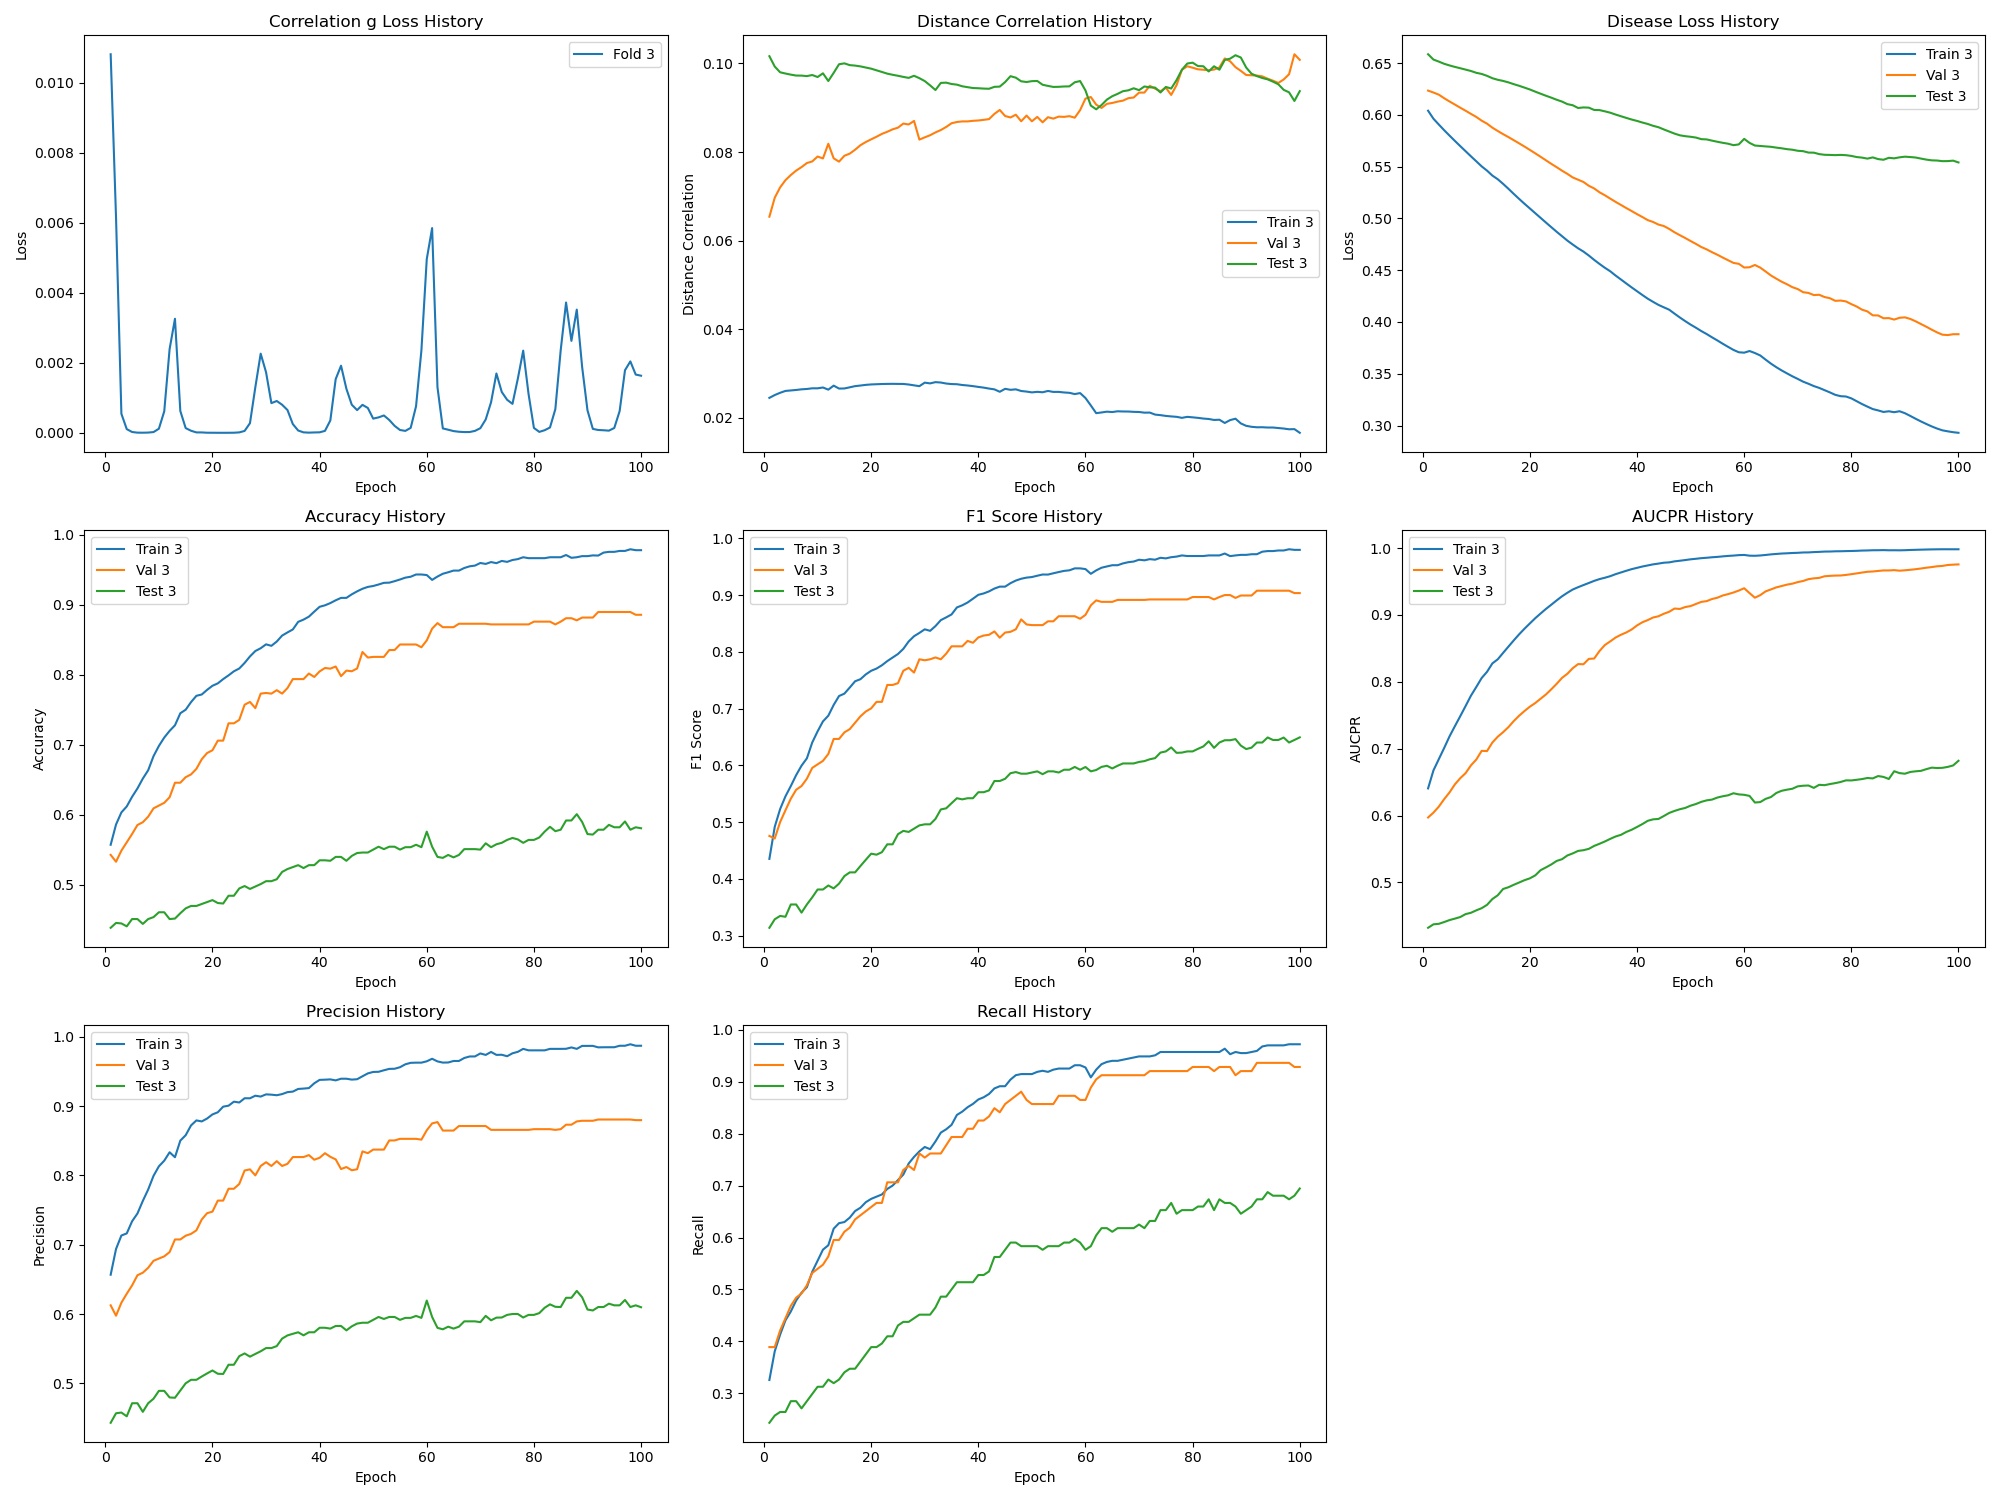 Correlation g Loss History
Fold 3
0.010
0.008
0.006
0.004
0.002
0.000
Loss
0 20 40 60 80 100
Epoch
Distance Correlation History
0.10
0.08
0.06
0.04
0.02
Distance Correlation
Train 3
Val 3
Test 3
0 20 40 60 80 100
Epoch
Disease Loss History
Train 3
Val 3
Test 3
0.65
0.60
0.55
0.50
0.45
0.40
0.35
0.30
Loss
0 20 40 60 80 100
Epoch
Accuracy History
Train 3
Val 3
Test 3
1.0
0.9
0.8
0.7
0.6
0.5
Accuracy
0 20 40 60 80 100
Epoch
F1 Score History
Train 3
Val 3
Test 3
1.0
0.9
0.8
0.7
0.6
0.5
0.4
0.3
F1 Score
0 20 40 60 80 100
Epoch
AUCPR History
Train 3
Val 3
Test 3
1.0
0.9
0.8
0.7
0.6
0.5
AUCPR
0 20 40 60 80 100
Epoch
Precision History
Train 3
Val 3
Test 3
1.0
0.9
0.8
0.7
0.6
0.5
Precision
0 20 40 60 80 100
Epoch
Recall History
Train 3
Val 3
Test 3
1.0
0.9
0.8
0.7
0.6
0.5
0.4
0.3
Recall
0 20 40 60 80 100
Epoch